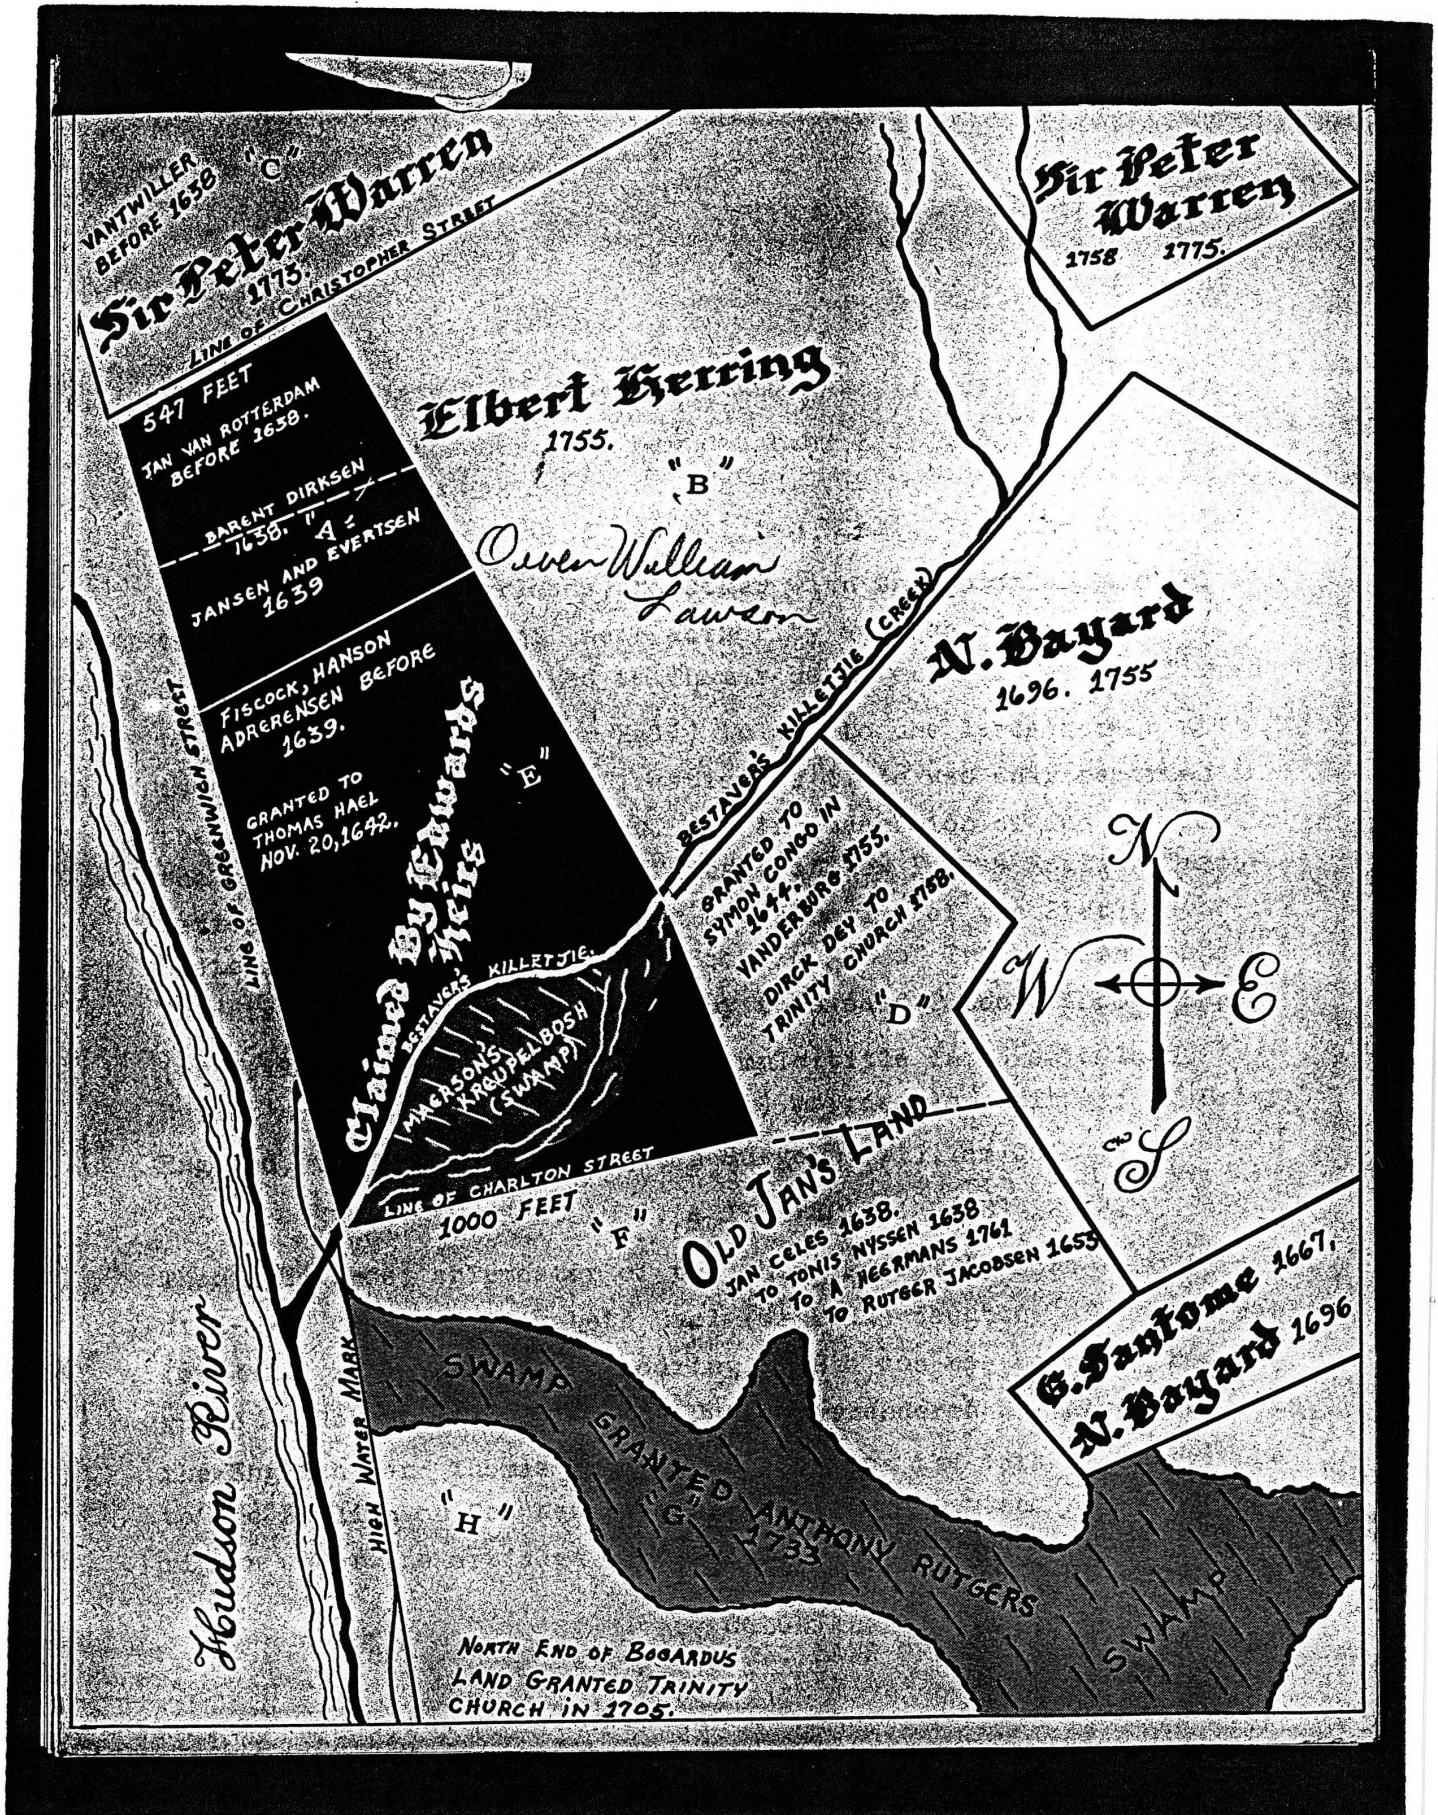 VANTWILLER
BEFORE 1638
"C"
Sir Peter Warren
1773.
LINE OF CHRISTOPHER STREET
Sir Peter
Warren
1758 1775.
547 FEET
JAN VAN ROTTERDAM
BEFORE 1638.
BARENT DIRKSEN
1638. "A"
JANSEN AND EVERTSEN
1639
Elbert Herring
1755.
"B"
Owen William
Lawson
FISCOCK, HANSON
ADRERENSEN BEFORE
1639.
GRANTED TO
THOMAS HAEL
NOV. 20, 1642.
Claimed By Edwards
Heirs
"E"
LINE OF GREENWICH STREET
BESTAVER'S KILLETJIE (CREEK)
N. Bayard
1696. 1755
GRANTED TO
SYMON CONGO IN
1644.
VANDERBURG 1755.
DIRCK DEY TO
TRINITY CHURCH 1758.
"D"
N
W E
S
BESTAVER'S KILLETJIE.
MAERSON'S
KREUPELBOSH
(SWAMP)
LINE OF CHARLTON STREET
1000 FEET
"F"
OLD JAN'S LAND
JAN CELES 1638.
TO TONIS NYSSEN 1638
TO A HEERMANS 1761
TO RUTGER JACOBSEN 1653
G. Santome 1667,
N. Bayard 1696
Hudson River
HIGH WATER MARK
SWAMP
GRANTED ANTHONY RUTGERS
"G" 1733
SWAMP
"H"
NORTH END OF BOGARDUS
LAND GRANTED TRINITY
CHURCH IN 1705.